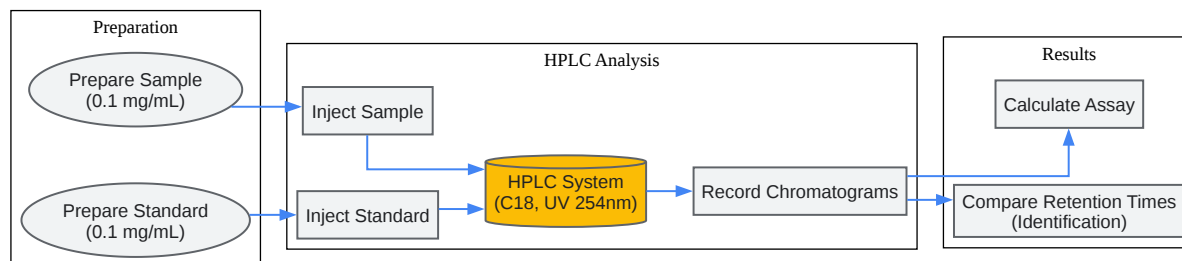 Preparation
Prepare Sample
(0.1 mg/mL)
Prepare Standard
(0.1 mg/mL)
HPLC Analysis
Inject Sample
Inject Standard
HPLC System
(C18, UV 254nm)
Record Chromatograms
Results
Calculate Assay
Compare Retention Times
(Identification)